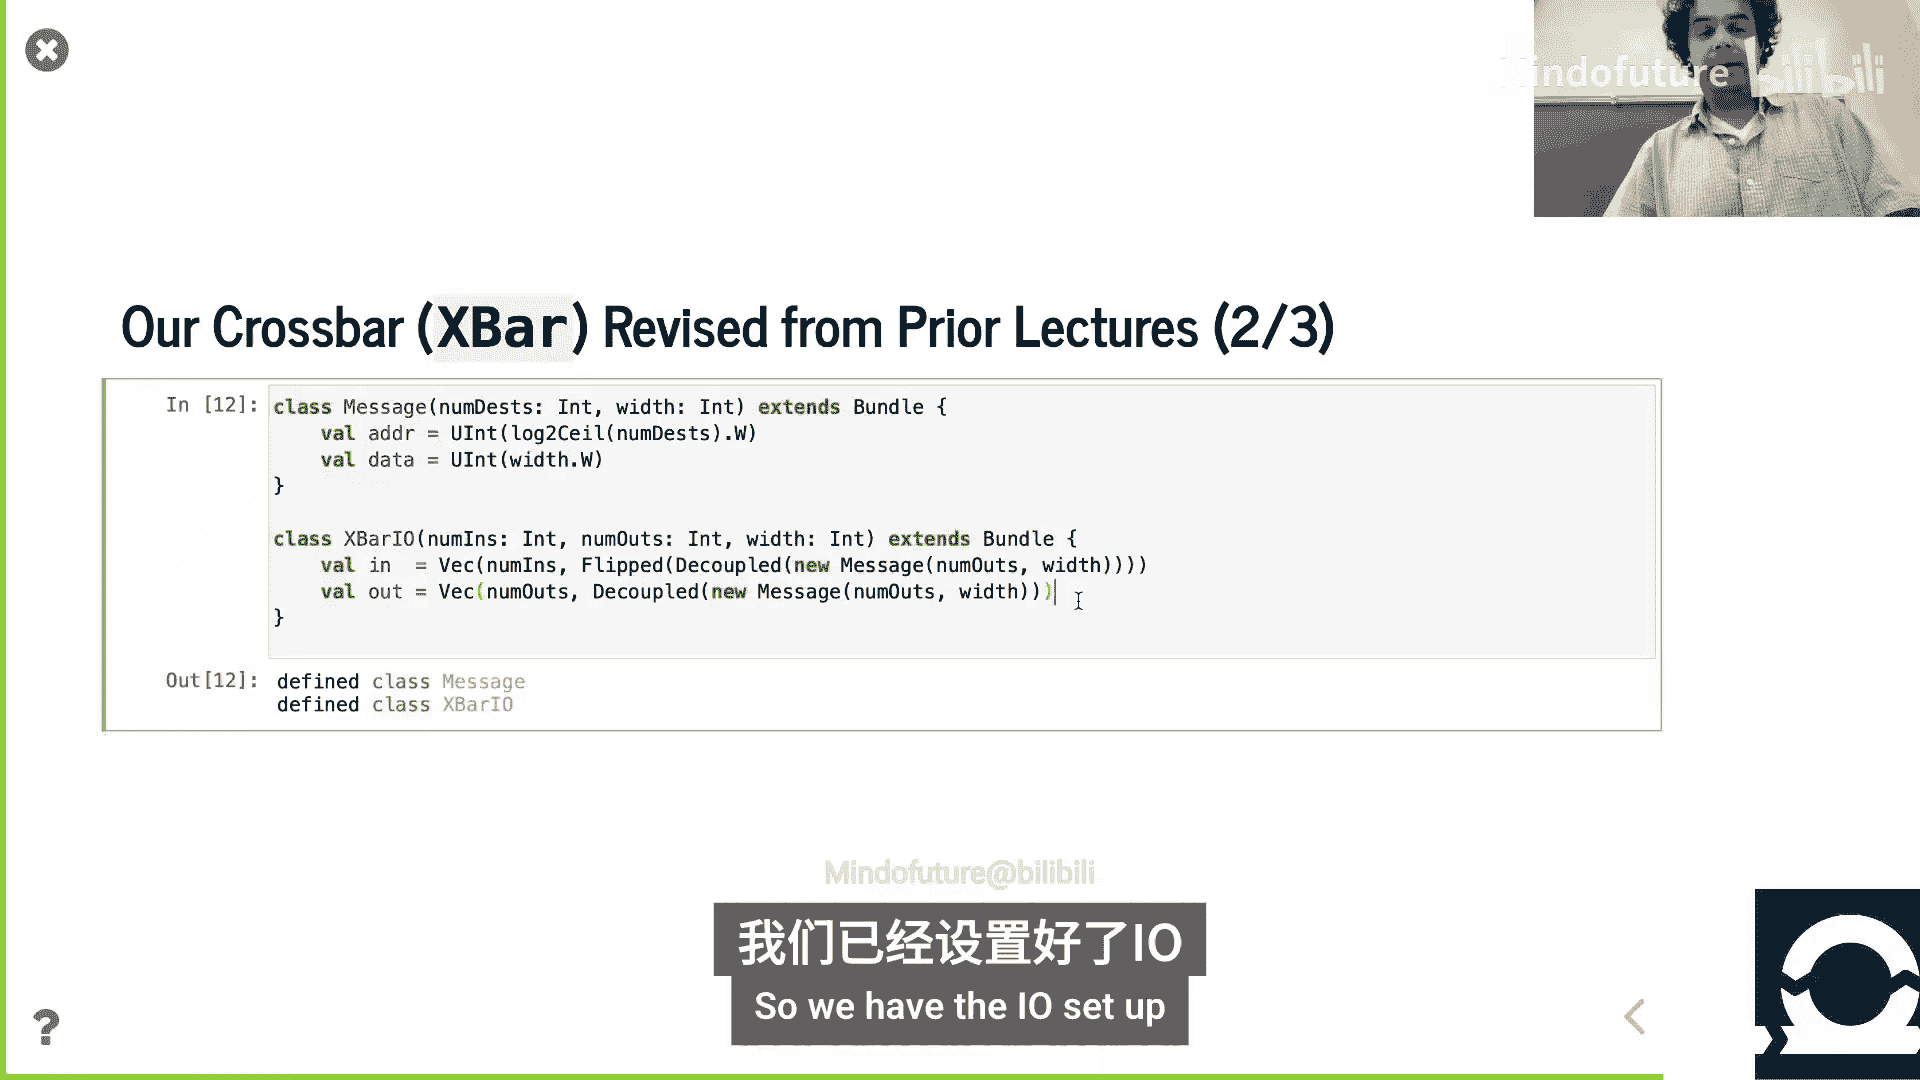 indofuture bilibili
Our Crossbar (XBar) Revised from Prior Lectures (2/3)
In [12]:
class Message(numDests: Int, width: Int) extends Bundle {
    val addr = UInt(log2Ceil(numDests).W)
    val data = UInt(width.W)
}
class XBarIO(numIns: Int, numOuts: Int, width: Int) extends Bundle {
    val in  = Vec(numIns, Flipped(Decoupled(new Message(numOuts, width))))
    val out = Vec(numOuts, Decoupled(new Message(numOuts, width)))
}
Out[12]:
defined class Message
defined class XBarIO
Mindofuture@bilibili
我们已经设置好了IO
So we have the IO set up
?